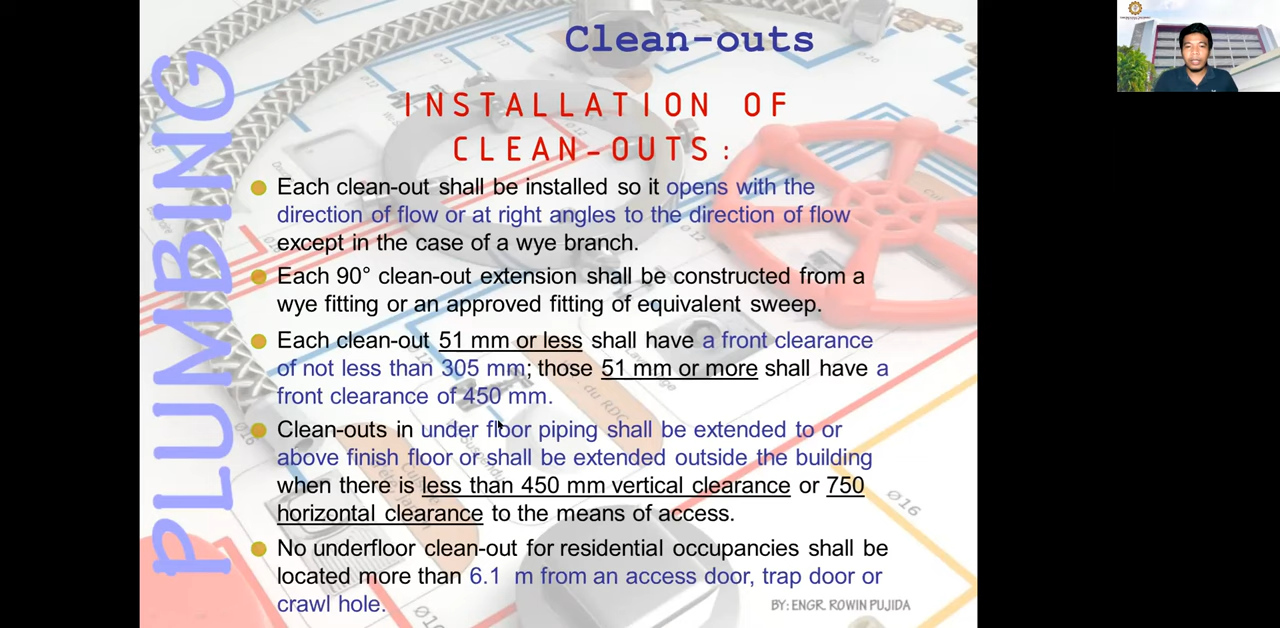 Clean-outs
PLUMBING
INSTALLATION OF
CLEAN-OUTS:
Each clean-out shall be installed so it opens with the
direction of flow or at right angles to the direction of flow
except in the case of a wye branch.
Each 90° clean-out extension shall be constructed from a
wye fitting or an approved fitting of equivalent sweep.
Each clean-out 51 mm or less shall have a front clearance
of not less than 305 mm; those 51 mm or more shall have a
front clearance of 450 mm.
Clean-outs in under floor piping shall be extended to or
above finish floor or shall be extended outside the building
when there is less than 450 mm vertical clearance or 750
horizontal clearance to the means of access.
No underfloor clean-out for residential occupancies shall be
located more than 6.1 m from an access door, trap door or
crawl hole.
BY: ENGR. ROWIN PUJIDA
Ø16